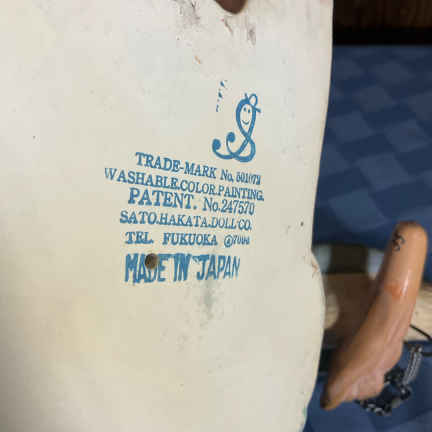 TRADE-MARK No. 501079
WASHABLE.COLOR.PAINTING.
PATENT. No.247570
SATO.HAKATA.DOLL CO.
TEL. FUKUOKA ④7000
MADE IN JAPAN